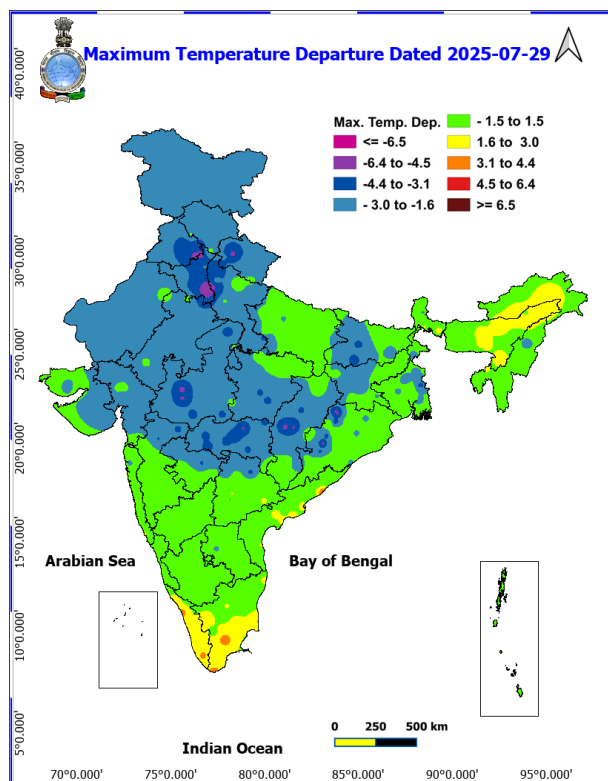 Maximum Temperature Departure Dated 2025-07-29
Max. Temp. Dep.
<= -6.5
-6.4 to -4.5
-4.4 to -3.1
- 3.0 to -1.6
- 1.5 to 1.5
1.6 to 3.0
3.1 to 4.4
4.5 to 6.4
>= 6.5
40°0.000'
35°0.000'
30°0.000'
25°0.000'
20°0.000'
15°0.000'
10°0.000'
5°0.000'
Arabian Sea
Bay of Bengal
Indian Ocean
0 250 500 km
70°0.000' 75°0.000' 80°0.000' 85°0.000' 90°0.000' 95°0.000'